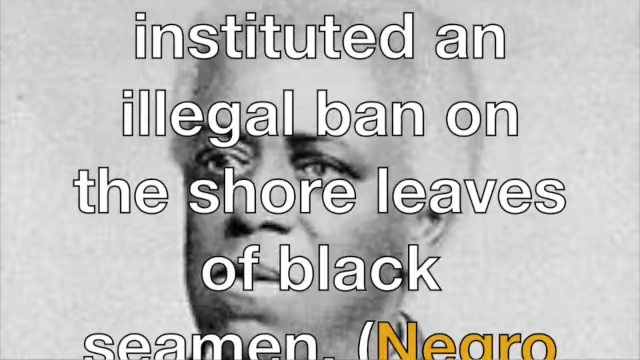 instituted an
illegal ban on
the shore leaves
of black
seamen. (Negro